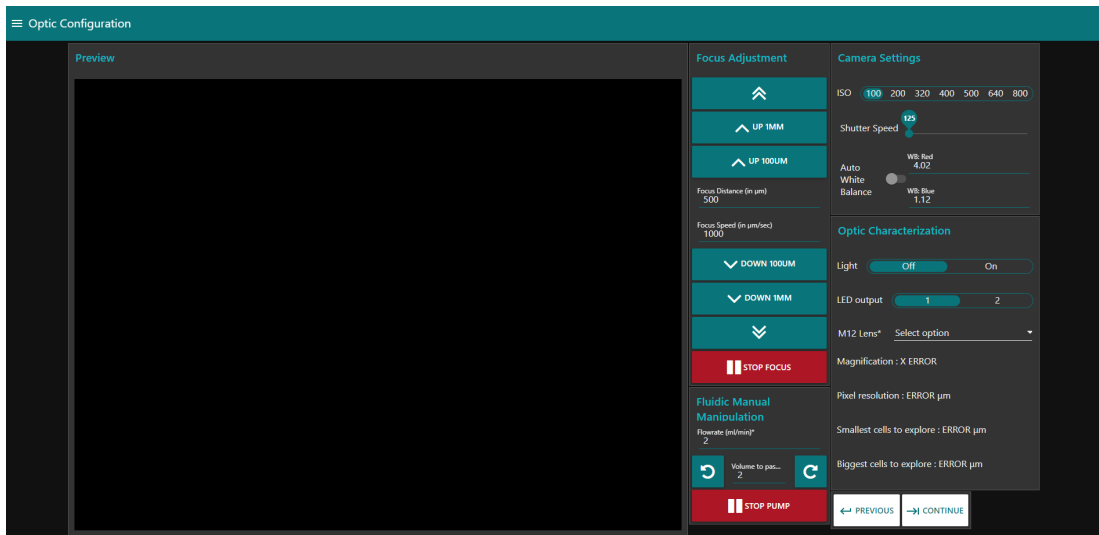 Optic Configuration
Preview
Focus Adjustment
UP 1MM
UP 100UM
Focus Distance (in µm)
500
Focus Speed (in µm/sec)
1000
DOWN 100UM
DOWN 1MM
STOP FOCUS
Fluidic Manual
Manipulation
Flowrate (ml/min)*
2
Volume to pas...
2
STOP PUMP
Camera Settings
ISO 100 200 320 400 500 640 800
125
Shutter Speed
Auto
White
Balance
WB: Red
4.02
WB: Blue
1.12
Optic Characterization
Light Off On
LED output 1 2
M12 Lens* Select option
Magnification : X ERROR
Pixel resolution : ERROR µm
Smallest cells to explore : ERROR µm
Biggest cells to explore : ERROR µm
PREVIOUS CONTINUE